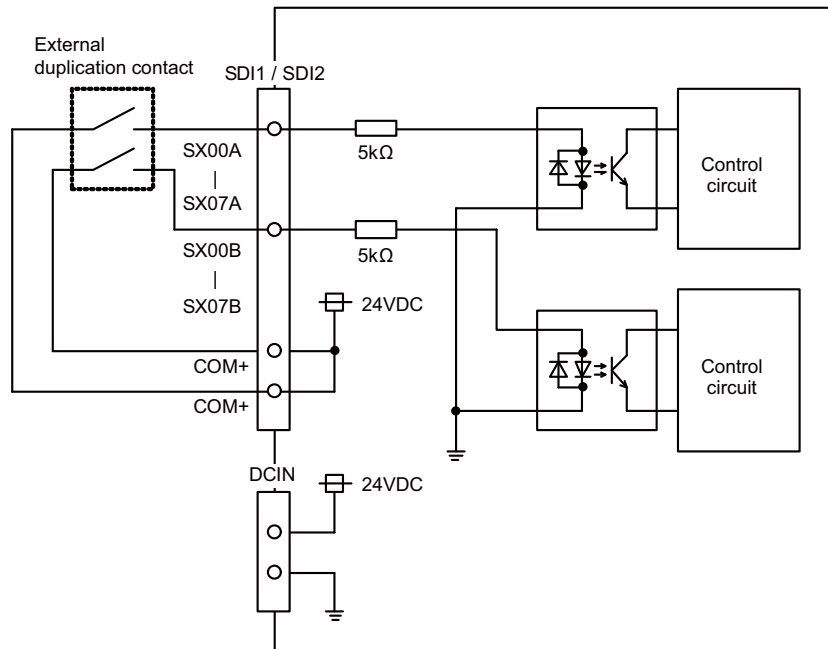 External
duplication contact
SDI1 / SDI2
SX00A
|
SX07A
5kΩ
Control
circuit
SX00B
|
SX07B
5kΩ
24VDC
COM+
COM+
Control
circuit
DCIN
24VDC